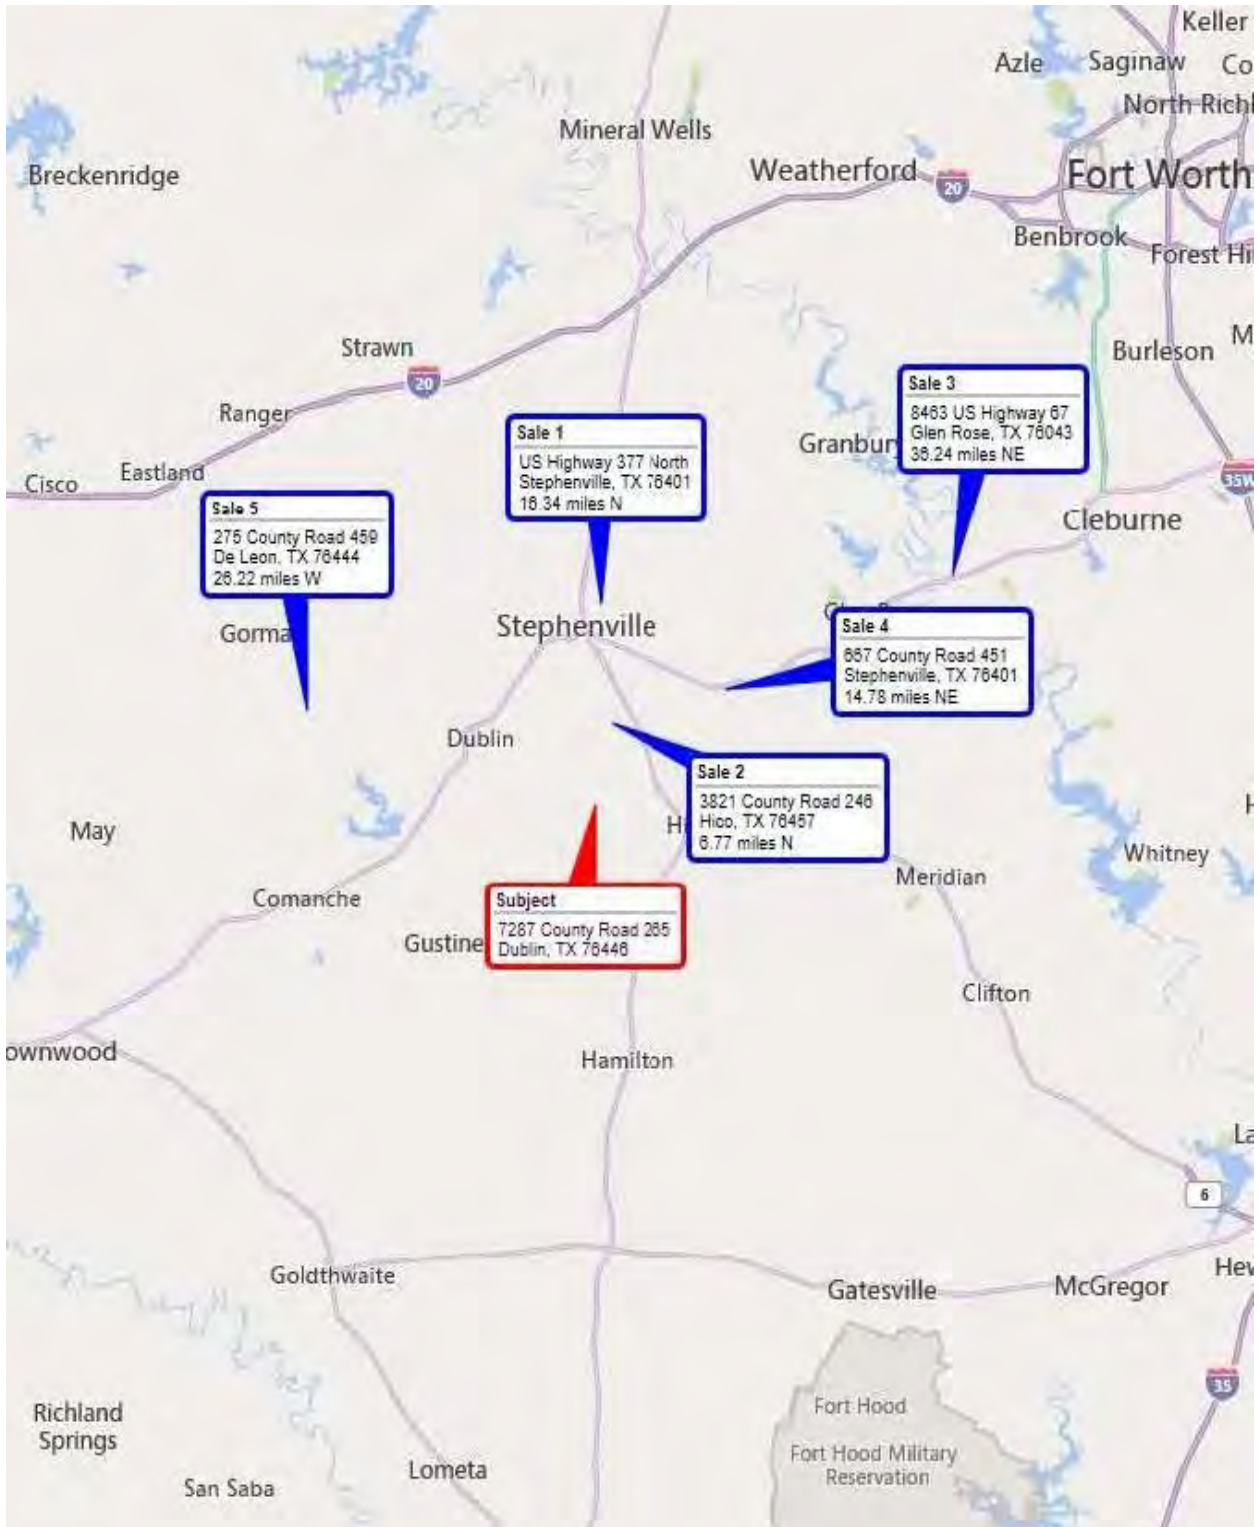 Keller
Azle
Saginaw
Co
North Richl
Mineral Wells
Breckenridge
Weatherford
20
Fort Worth
Benbrook
Forest Hi
Strawn
20
Burleson
M
Ranger
Granbur
Eastland
Cisco
35W
Cleburne
Sale 3
8463 US Highway 67
Glen Rose, TX 76043
36.24 miles NE
Sale 1
US Highway 377 North
Stephenville, TX 76401
16.34 miles N
Sale 5
275 County Road 459
De Leon, TX 76444
26.22 miles W
Gorma
Stephenville
Sale 4
667 County Road 451
Stephenville, TX 76401
14.78 miles NE
Dublin
Sale 2
3821 County Road 246
Hico, TX 76457
6.77 miles N
H
H
May
Whitney
Comanche
Meridian
Subject
7287 County Road 265
Dublin, TX 76446
Gustine
Clifton
ownwood
Hamilton
La
6
Goldthwaite
Gatesville
McGregor
Hew
35
Richland
Springs
Fort Hood
Fort Hood Military
Reservation
Lometa
San Saba